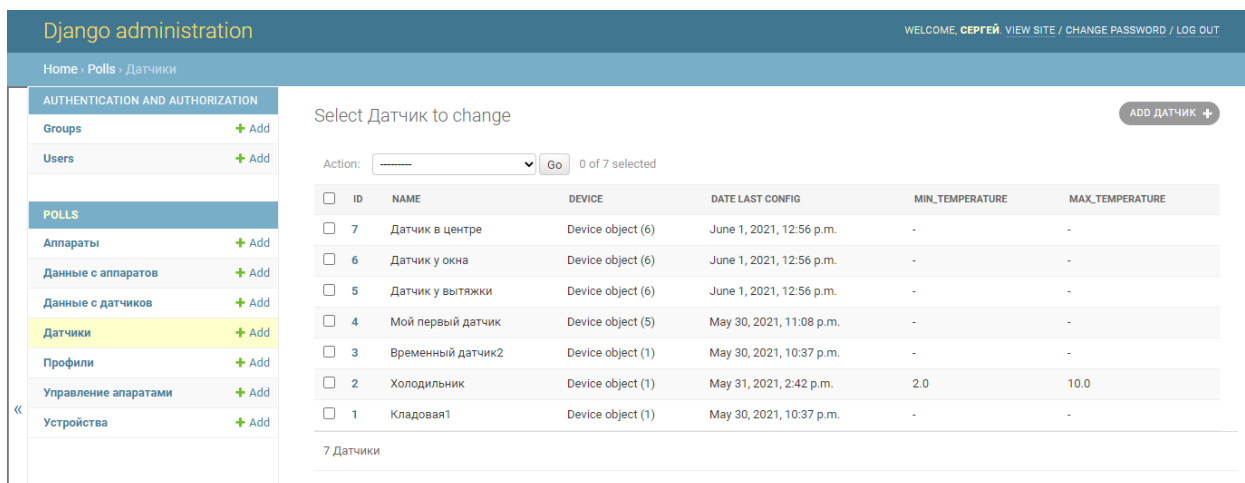 Django administration
WELCOME, СЕРГЕЙ. VIEW SITE / CHANGE PASSWORD / LOG OUT
Home › Polls › Датчики
AUTHENTICATION AND AUTHORIZATION
Groups + Add
Users + Add
POLLS
Аппараты + Add
Данные с аппаратов + Add
Данные с датчиков + Add
Датчики + Add
Профили + Add
Управление апаратами + Add
Устройства + Add
«
Select Датчик to change
ADD ДАТЧИК +
Action: --------- Go 0 of 7 selected
ID NAME DEVICE DATE LAST CONFIG MIN_TEMPERATURE MAX_TEMPERATURE
7 Датчик в центре Device object (6) June 1, 2021, 12:56 p.m. - -
6 Датчик у окна Device object (6) June 1, 2021, 12:56 p.m. - -
5 Датчик у вытяжки Device object (6) June 1, 2021, 12:56 p.m. - -
4 Мой первый датчик Device object (5) May 30, 2021, 11:08 p.m. - -
3 Временный датчик2 Device object (1) May 30, 2021, 10:37 p.m. - -
2 Холодильник Device object (1) May 31, 2021, 2:42 p.m. 2.0 10.0
1 Кладовая1 Device object (1) May 30, 2021, 10:37 p.m. - -
7 Датчики